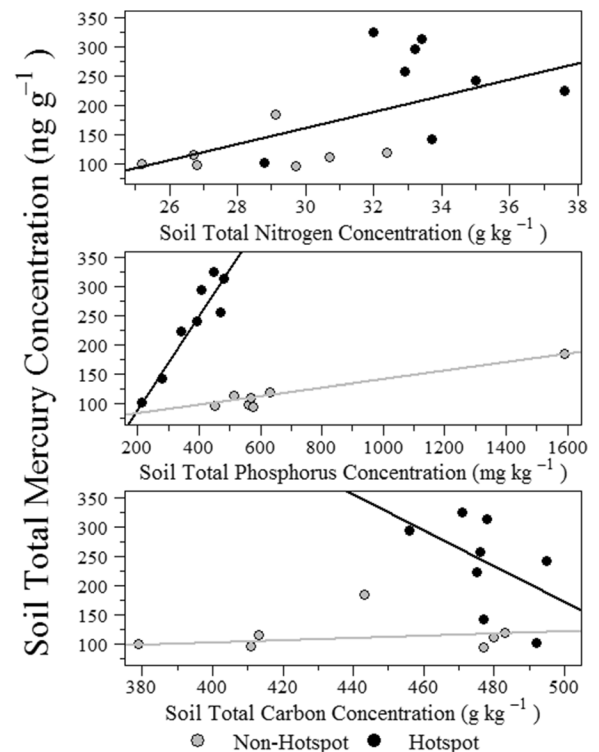 Soil Total Mercury Concentration (ng g⁻¹)
350
300
250
200
150
100
26 28 30 32 34 36 38
Soil Total Nitrogen Concentration (g kg⁻¹ )
350
300
250
200
150
100
200 400 600 800 1000 1200 1400 1600
Soil Total Phosphorus Concentration (mg kg⁻¹ )
350
300
250
200
150
100
380 400 420 440 460 480 500
Soil Total Carbon Concentration (g kg⁻¹ )
Non-Hotspot Hotspot